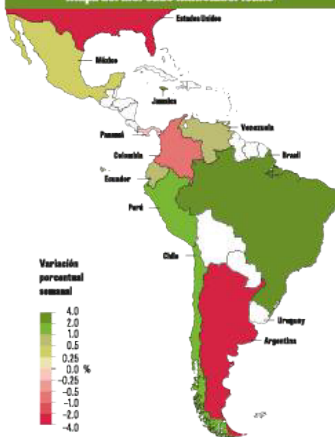 Estados Unidos
México
Jamaica
Panamá
Venezuela
Colombia
Brasil
Ecuador
Perú
Chile
Uruguay
Argentina
Variación
porcentual
semanal
4.0
2.0
1.0
0.5
0.25
0.0 %
-0.25
-0.5
-1.0
-2.0
-4.0